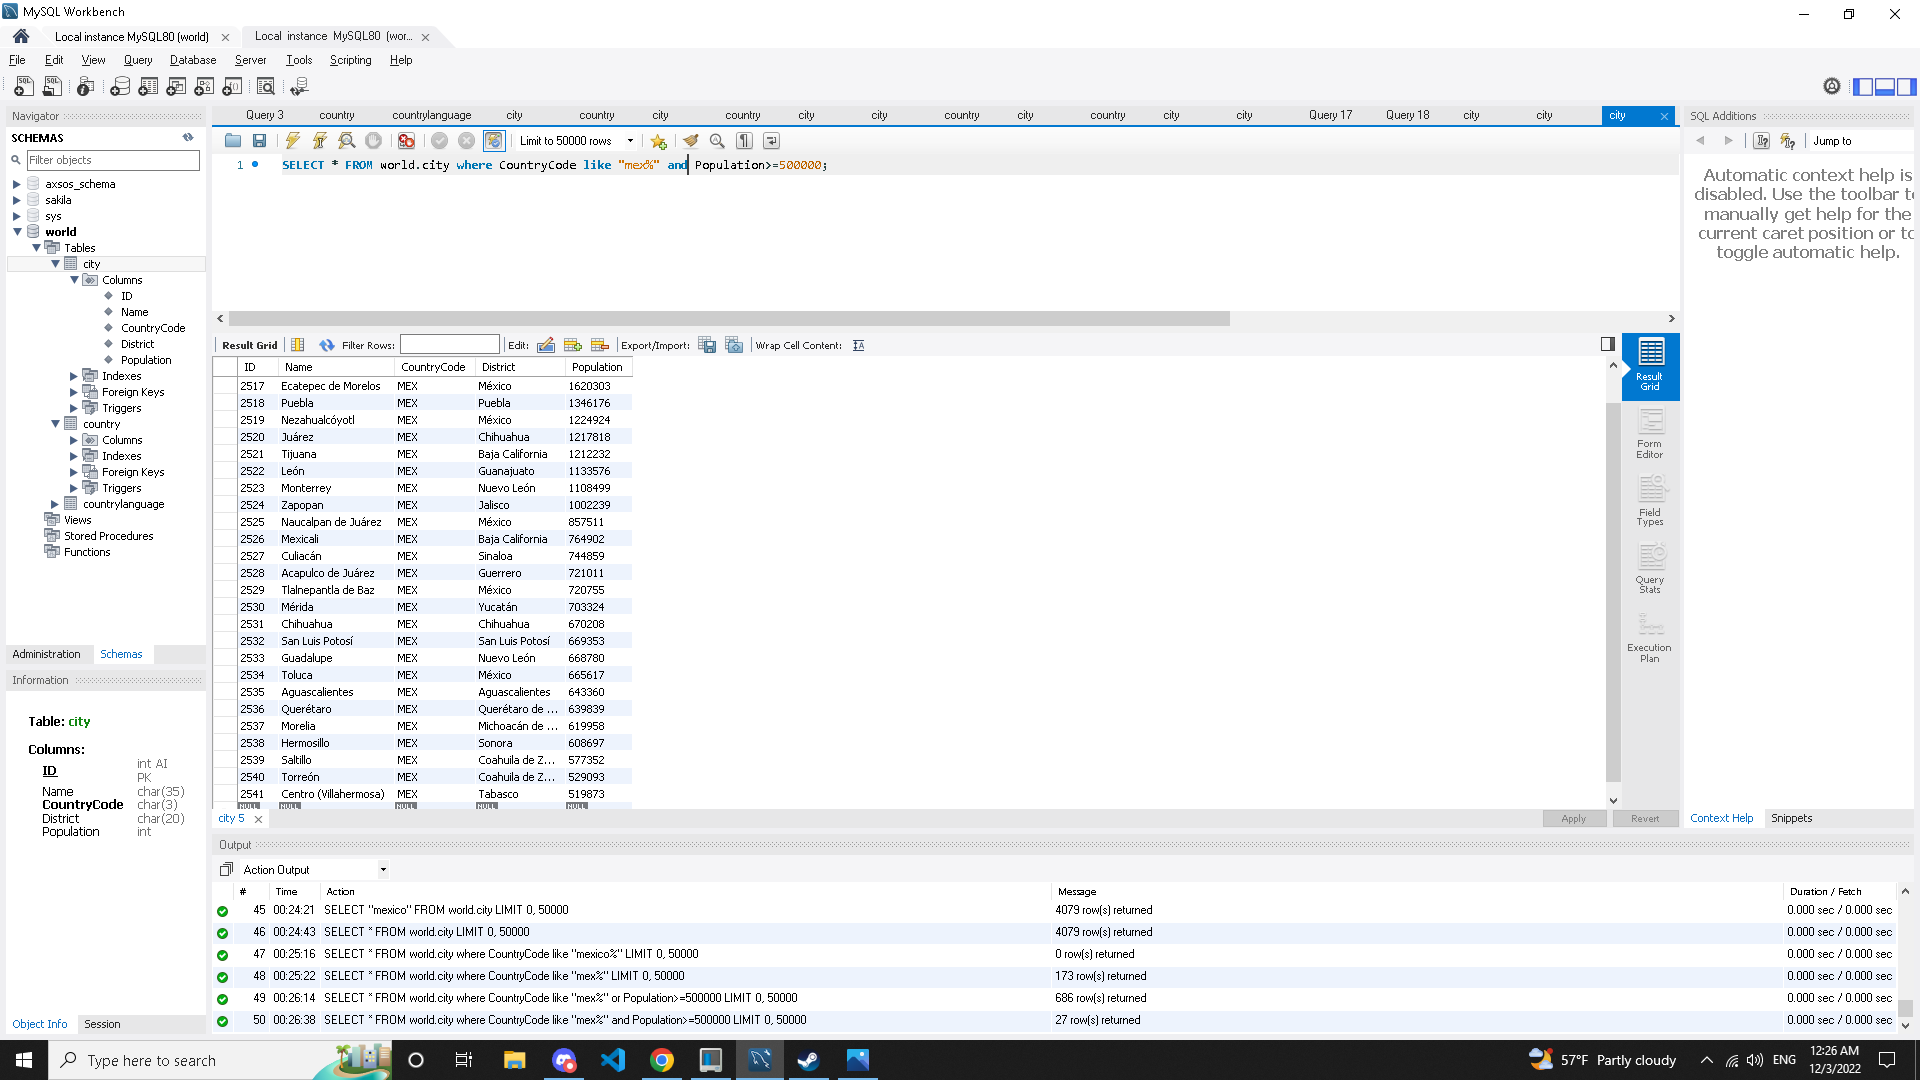 MySQL Workbench
Local instance MySQL80 (world)
Local instance MySQL80 (wor...
File Edit View Query Database Server Tools Scripting Help
Navigator
SCHEMAS
Filter objects
axsos_schema
sakila
sys
world
Tables
city
Columns
ID
Name
CountryCode
District
Population
Indexes
Foreign Keys
Triggers
country
Columns
Indexes
Foreign Keys
Triggers
countrylanguage
Views
Stored Procedures
Functions
Administration Schemas
Information
Table: city
Columns:
ID int AI PK
Name char(35)
CountryCode char(3)
District char(20)
Population int
Object Info Session
Query 3 country countrylanguage city country city country city city country city country city city Query 17 Query 18 city city city
Limit to 50000 rows
1 SELECT * FROM world.city where CountryCode like "mex%" and Population>=500000;
Result Grid Filter Rows: Edit: Export/Import: Wrap Cell Content:
ID Name CountryCode District Population
2517 Ecatepec de Morelos MEX México 1620303
2518 Puebla MEX Puebla 1346176
2519 Nezahualcóyotl MEX México 1224924
2520 Juárez MEX Chihuahua 1217818
2521 Tijuana MEX Baja California 1212232
2522 León MEX Guanajuato 1133576
2523 Monterrey MEX Nuevo León 1108499
2524 Zapopan MEX Jalisco 1002239
2525 Naucalpan de Juárez MEX México 857511
2526 Mexicali MEX Baja California 764902
2527 Culiacán MEX Sinaloa 744859
2528 Acapulco de Juárez MEX Guerrero 721011
2529 Tlalnepantla de Baz MEX México 720755
2530 Mérida MEX Yucatán 703324
2531 Chihuahua MEX Chihuahua 670208
2532 San Luis Potosí MEX San Luis Potosí 669353
2533 Guadalupe MEX Nuevo León 668780
2534 Toluca MEX México 665617
2535 Aguascalientes MEX Aguascalientes 643360
2536 Querétaro MEX Querétaro de ... 639839
2537 Morelia MEX Michoacán de ... 619958
2538 Hermosillo MEX Sonora 608697
2539 Saltillo MEX Coahuila de Z... 577352
2540 Torreón MEX Coahuila de Z... 529093
2541 Centro (Villahermosa) MEX Tabasco 519873
NULL NULL NULL NULL NULL
Result Grid
Form Editor
Field Types
Query Stats
Execution Plan
city 5
Apply Revert
SQL Additions
Jump to
Automatic context help is
disabled. Use the toolbar t
manually get help for the
current caret position or to
toggle automatic help.
Context Help Snippets
Output
Action Output
# Time Action Message Duration / Fetch
45 00:24:21 SELECT "mexico" FROM world.city LIMIT 0, 50000 4079 row(s) returned 0.000 sec / 0.000 sec
46 00:24:43 SELECT * FROM world.city LIMIT 0, 50000 4079 row(s) returned 0.000 sec / 0.000 sec
47 00:25:16 SELECT * FROM world.city where CountryCode like "mexico%" LIMIT 0, 50000 0 row(s) returned 0.000 sec / 0.000 sec
48 00:25:22 SELECT * FROM world.city where CountryCode like "mex%" LIMIT 0, 50000 173 row(s) returned 0.000 sec / 0.000 sec
49 00:26:14 SELECT * FROM world.city where CountryCode like "mex%" or Population>=500000 LIMIT 0, 50000 686 row(s) returned 0.000 sec / 0.000 sec
50 00:26:38 SELECT * FROM world.city where CountryCode like "mex%" and Population>=500000 LIMIT 0, 50000 27 row(s) returned 0.000 sec / 0.000 sec
Type here to search
57°F Partly cloudy
ENG
12:26 AM
12/3/2022